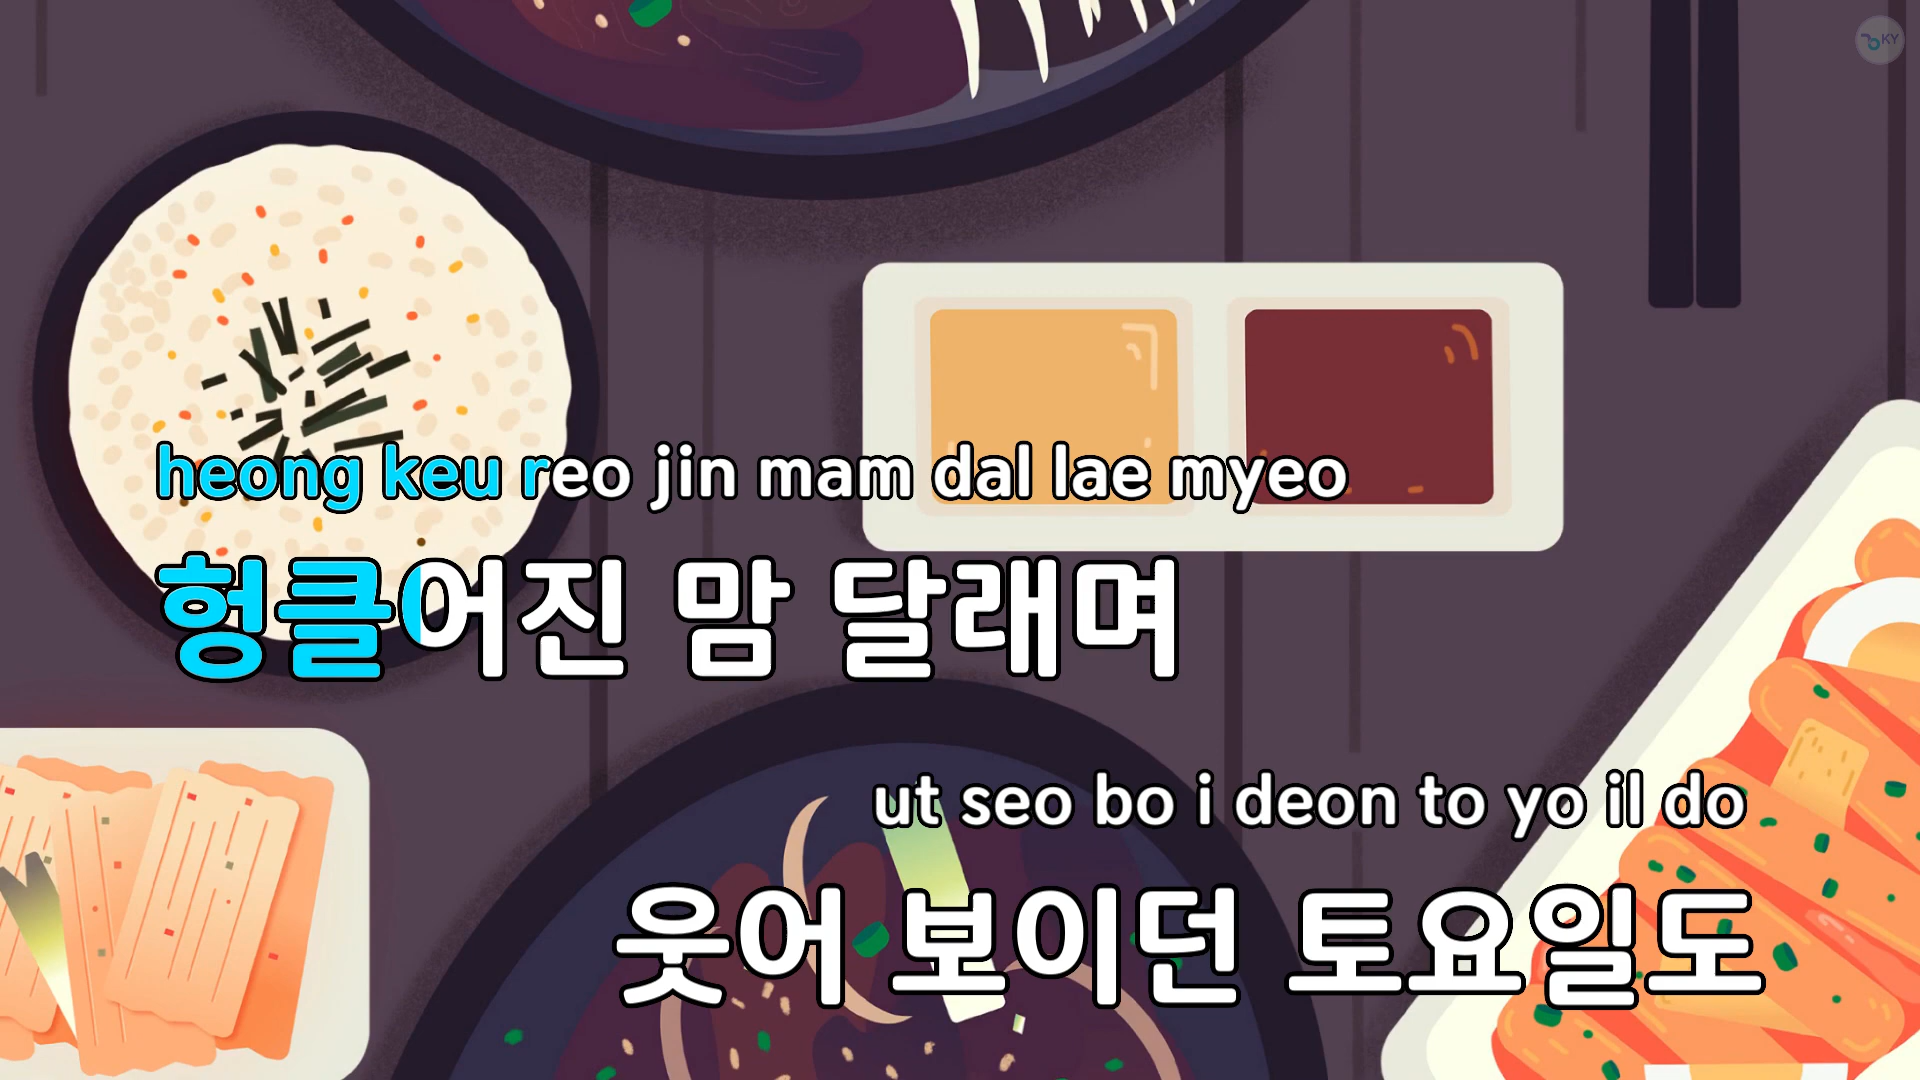 KY
heong keu reo jin mam dal lae myeo
헝클어진 맘 달래며
ut seo bo i deon to yo il do
웃어 보이던 토요일도